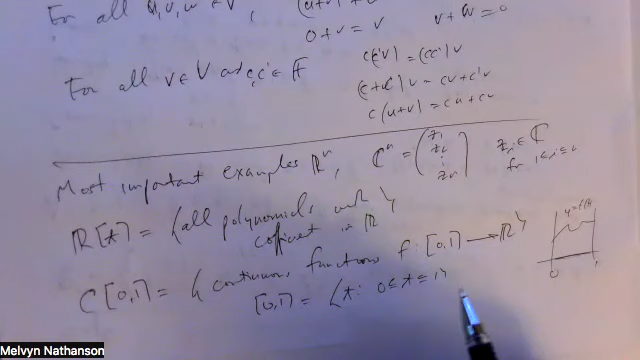 For all u,v,w ∈ V,
0+v = v v+w = 0
For all v ∈ V and c,c' ∈ F c(c'v) = (cc')v
(c+c')v = cv+c'v
c(u+v) = cu+cv
Most important examples ℝⁿ, ℂⁿ = (z₁ z₂ ⋮ zₙ) zᵢ ∈ ℂ
for 1≤i≤n
ℝ[t] = {all polynomials with
coefficient in ℝ}
C[0,1] = {continuous functions f: [0,1] → ℝ} y=f(t)
[0,1] = {t: 0≤t≤1} 0 1
Melvyn Nathanson